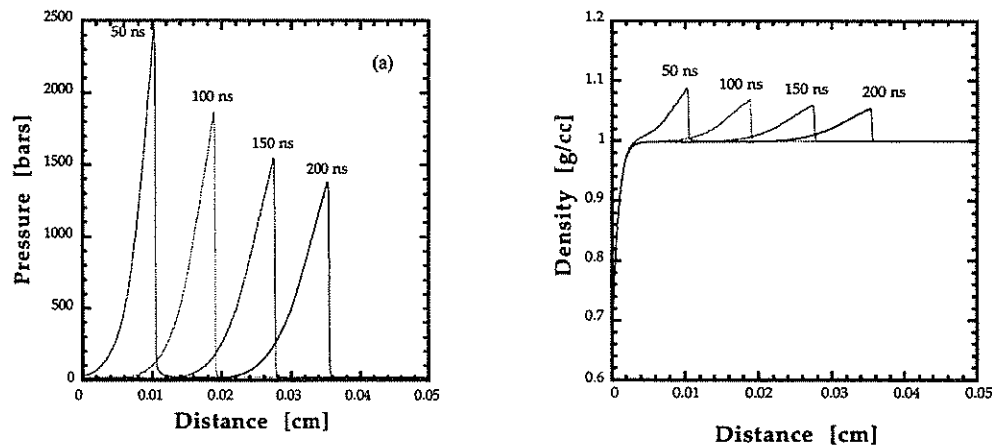 2500
2000
1500
1000
500
0
Pressure [bars]
50 ns
100 ns
150 ns
200 ns
(a)
0
0.01
0.02
0.03
0.04
0.05
Distance [cm]
1.2
1.1
1
0.9
0.8
0.7
0.6
Density [g/cc]
50 ns
100 ns
150 ns
200 ns
0
0.01
0.02
0.03
0.04
0.05
Distance [cm]